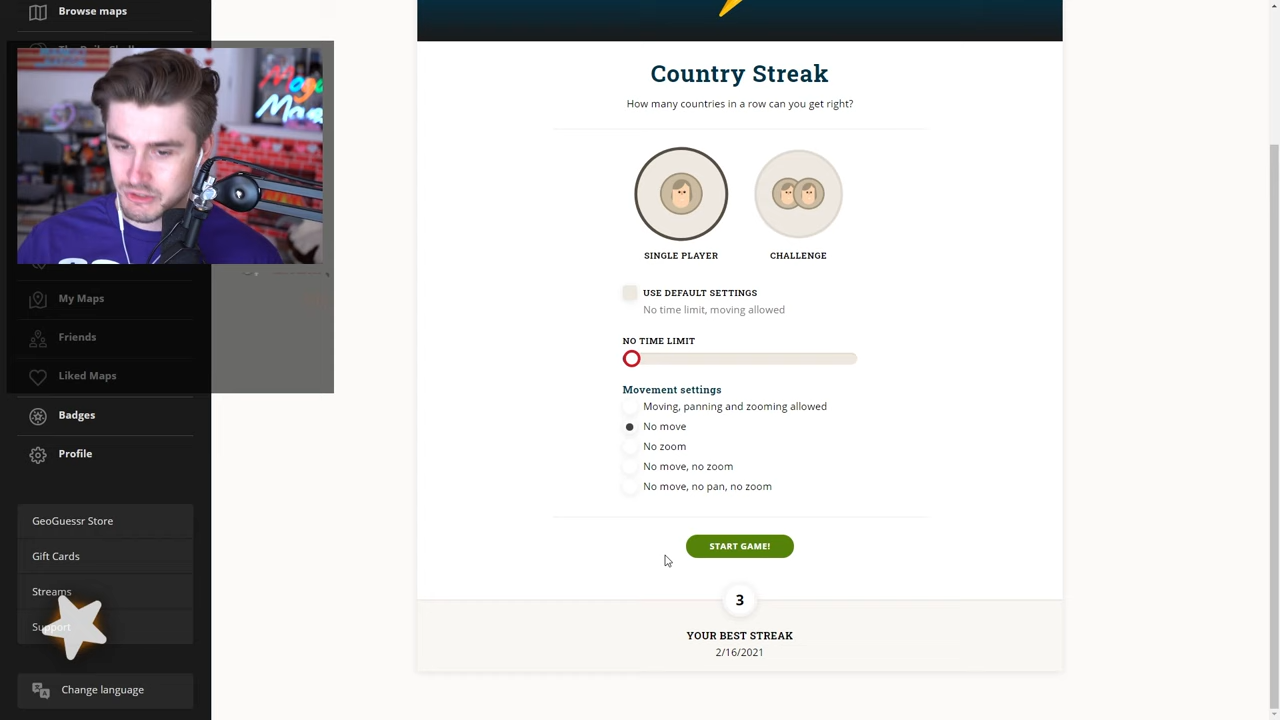 Browse maps
My Maps
Friends
Liked Maps
Badges
Profile
GeoGuessr Store
Gift Cards
Streams
Support
Change language
Country Streak
How many countries in a row can you get right?
SINGLE PLAYER
CHALLENGE
USE DEFAULT SETTINGS
No time limit, moving allowed
NO TIME LIMIT
Movement settings
Moving, panning and zooming allowed
No move
No zoom
No move, no zoom
No move, no pan, no zoom
START GAME!
3
YOUR BEST STREAK
2/16/2021